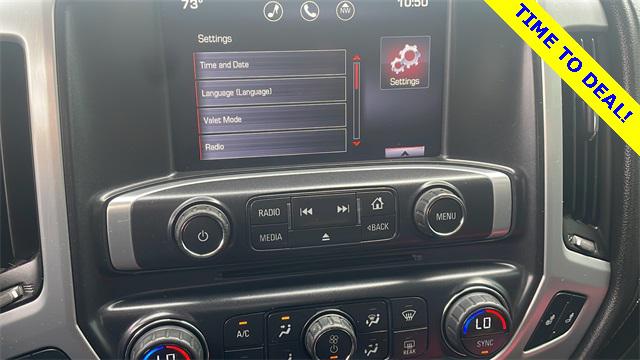 73°
NW
10:50
TIME TO DEAL!
Settings
Time and Date
Language (Language)
Valet Mode
Radio
Settings
RADIO
MEDIA
BACK
MENU
A/C
REAR
LO
SYNC
LO